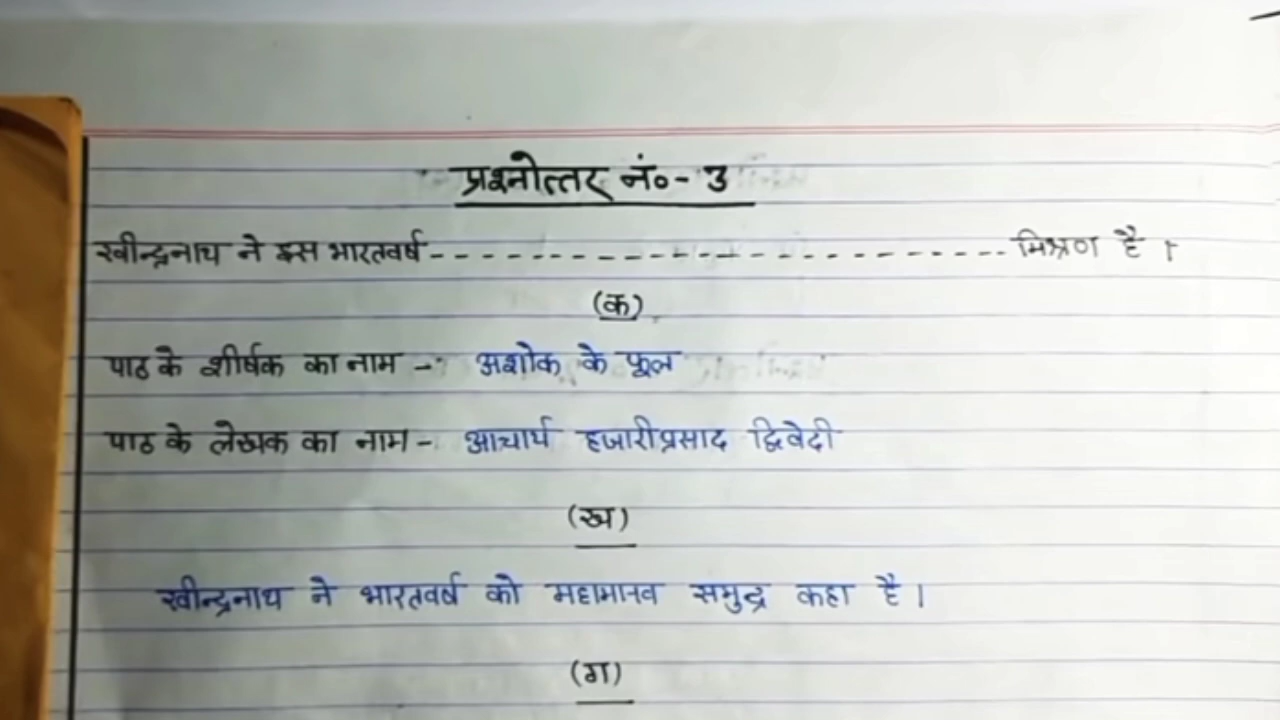 प्रश्नोत्तर नं०- 3
रवीन्द्रनाथ ने इस भारतवर्ष------------------------मिश्रण है ।
(क)
पाठ के शीर्षक का नाम - अशोक के फूल
पाठ के लेखक का नाम - आचार्य हजारीप्रसाद द्विवेदी
(ख)
रवीन्द्रनाथ ने भारतवर्ष को महामानव समुद्र कहा है ।
(ग)